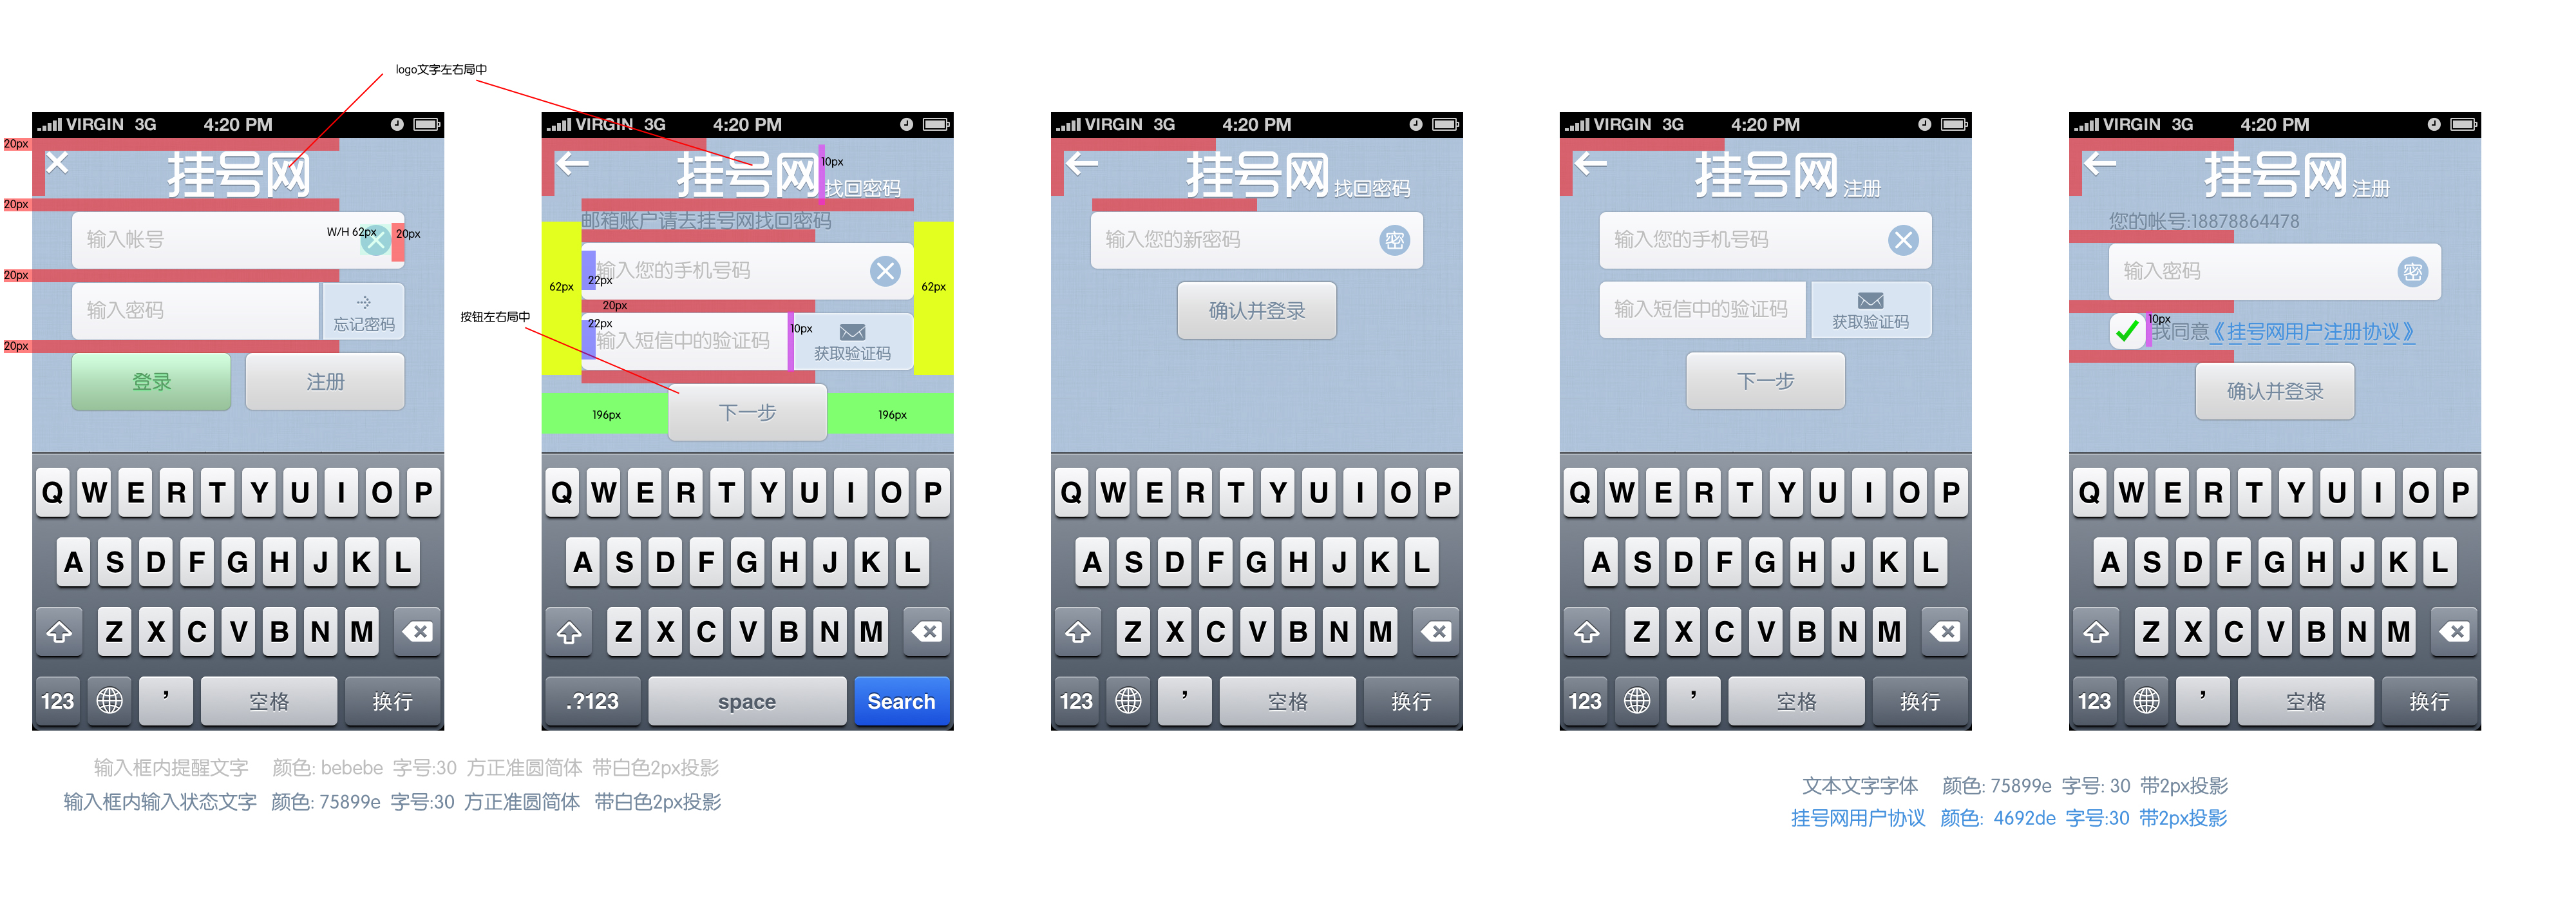 logo文字左右局中
VIRGIN 3G 4:20 PM
20px
挂号网
20px
输入帐号
W/H 62px
20px
20px
输入密码
忘记密码
20px
登录 注册
Q W E R T Y U I O P
A S D F G H J K L
Z X C V B N M
123 , 空格 换行
VIRGIN 3G 4:20 PM
挂号网
10px
找回密码
邮箱账户请去挂号网找回密码
输入您的手机号码
22px
62px
62px
20px
按钮左右局中
22px
输入短信中的验证码
10px
获取验证码
196px 下一步 196px
Q W E R T Y U I O P
A S D F G H J K L
Z X C V B N M
.?123 space Search
VIRGIN 3G 4:20 PM
挂号网 找回密码
输入您的新密码 密
确认并登录
Q W E R T Y U I O P
A S D F G H J K L
Z X C V B N M
123 , 空格 换行
VIRGIN 3G 4:20 PM
挂号网 注册
输入您的手机号码
输入短信中的验证码 获取验证码
下一步
Q W E R T Y U I O P
A S D F G H J K L
Z X C V B N M
123 , 空格 换行
VIRGIN 3G 4:20 PM
挂号网 注册
您的帐号:18878864478
输入密码 密
10px
我同意《挂号网用户注册协议》
确认并登录
Q W E R T Y U I O P
A S D F G H J K L
Z X C V B N M
123 , 空格 换行
输入框内提醒文字 颜色: bebebe 字号:30 方正准圆简体 带白色2px投影
输入框内输入状态文字 颜色: 75899e 字号:30 方正准圆简体 带白色2px投影
文本文字字体 颜色: 75899e 字号: 30 带2px投影
挂号网用户协议 颜色: 4692de 字号:30 带2px投影